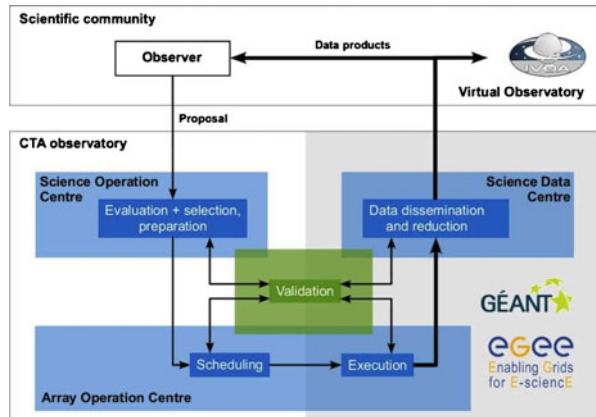 Scientific community
Data products
Observer
IVOA
Virtual Observatory
Proposal
CTA observatory
Science Operation
Centre
Science Data
Centre
Evaluation + selection,
preparation
Data dissemination
and reduction
Validation
GÉANT
Scheduling
Execution
eGee
Enabling Grids
for E-sciencE
Array Operation Centre